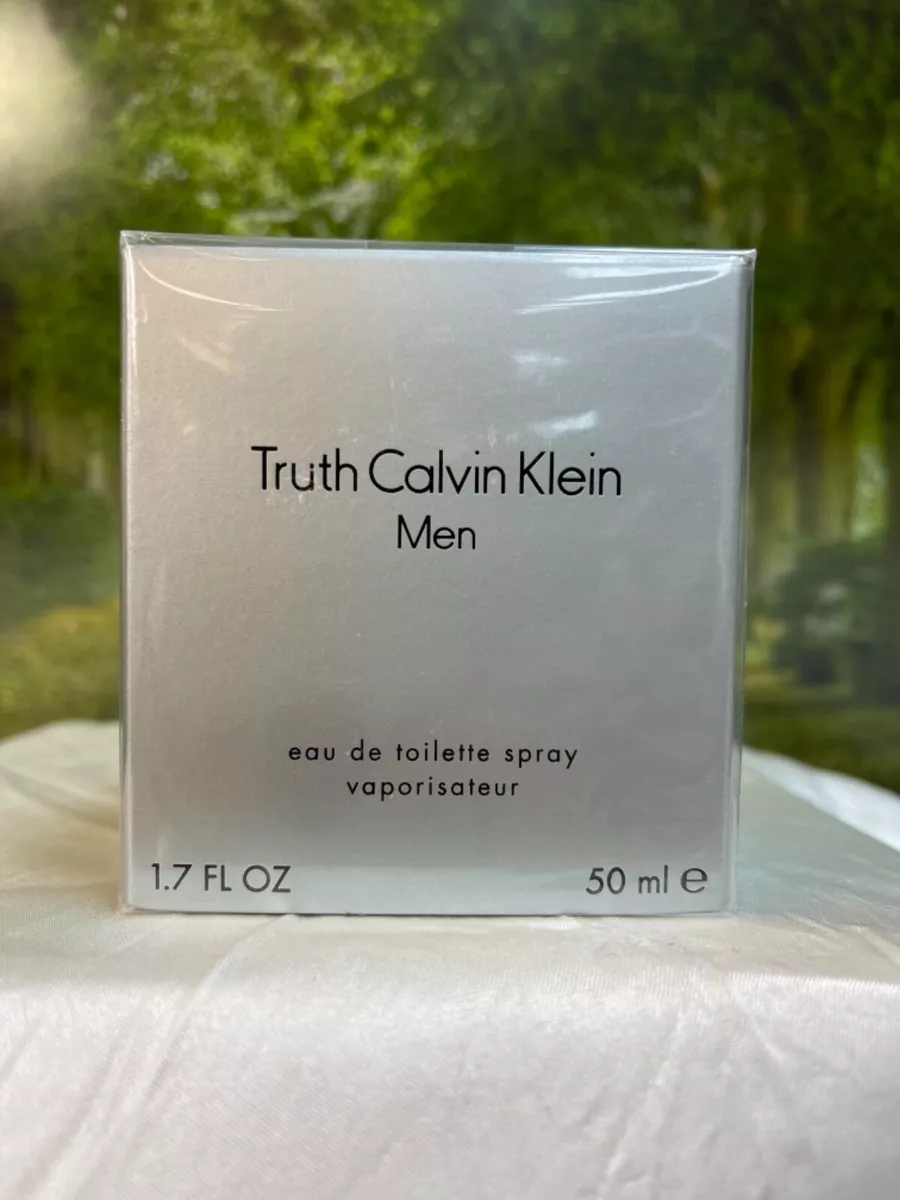 Truth Calvin Klein
Men
eau de toilette spray
vaporisateur
1.7 FL OZ 50 ml ℮